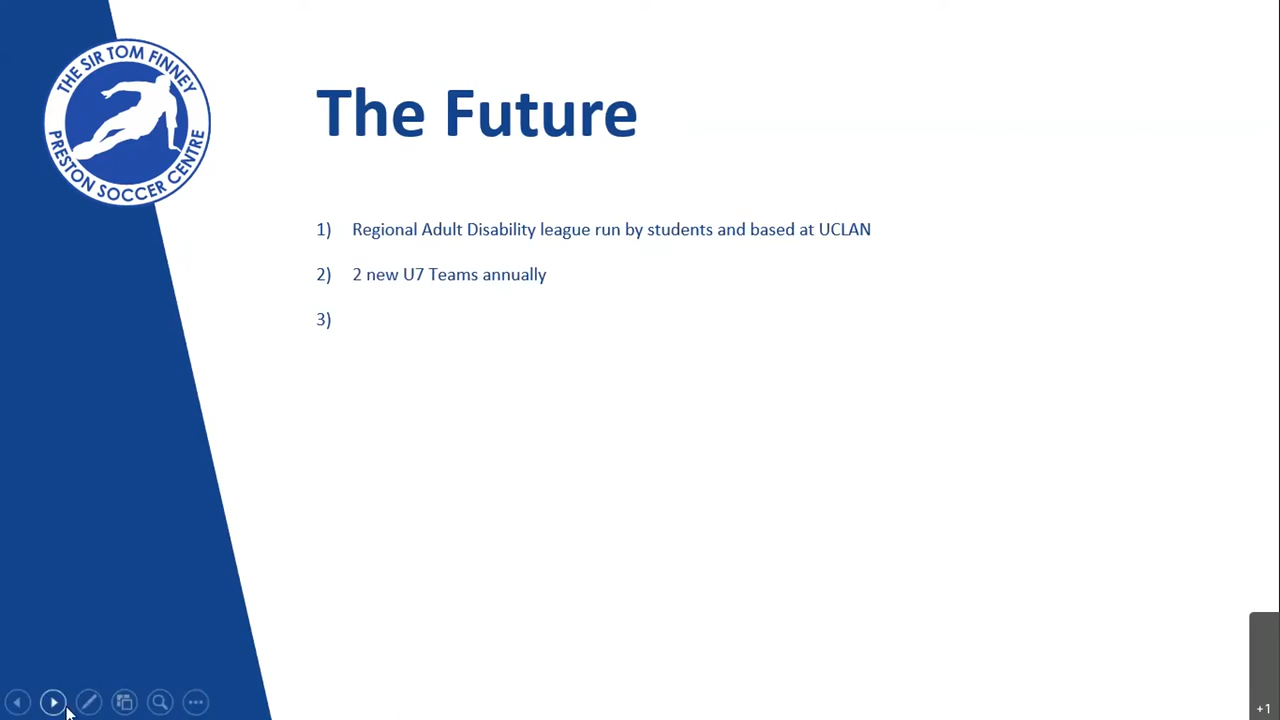 THE SIR TOM FINNEY
PRESTON SOCCER CENTRE
The Future
1) Regional Adult Disability league run by students and based at UCLAN
2) 2 new U7 Teams annually
3)
+1